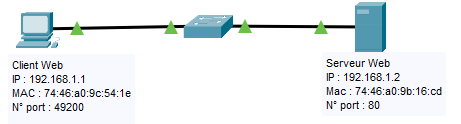 Client Web
IP : 192.168.1.1
MAC : 74:46:a0:9c:54:1e
N° port : 49200
Serveur Web
IP : 192.168.1.2
Mac : 74:46:a0:9b:16:cd
N° port : 80